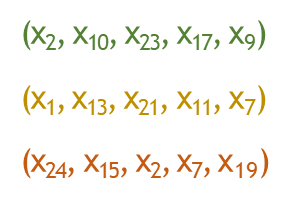 (x₂, x₁₀, x₂₃, x₁₇, x₉)
(x₁, x₁₃, x₂₁, x₁₁, x₇)
(x₂₄, x₁₅, x₂, x₇, x₁₉)